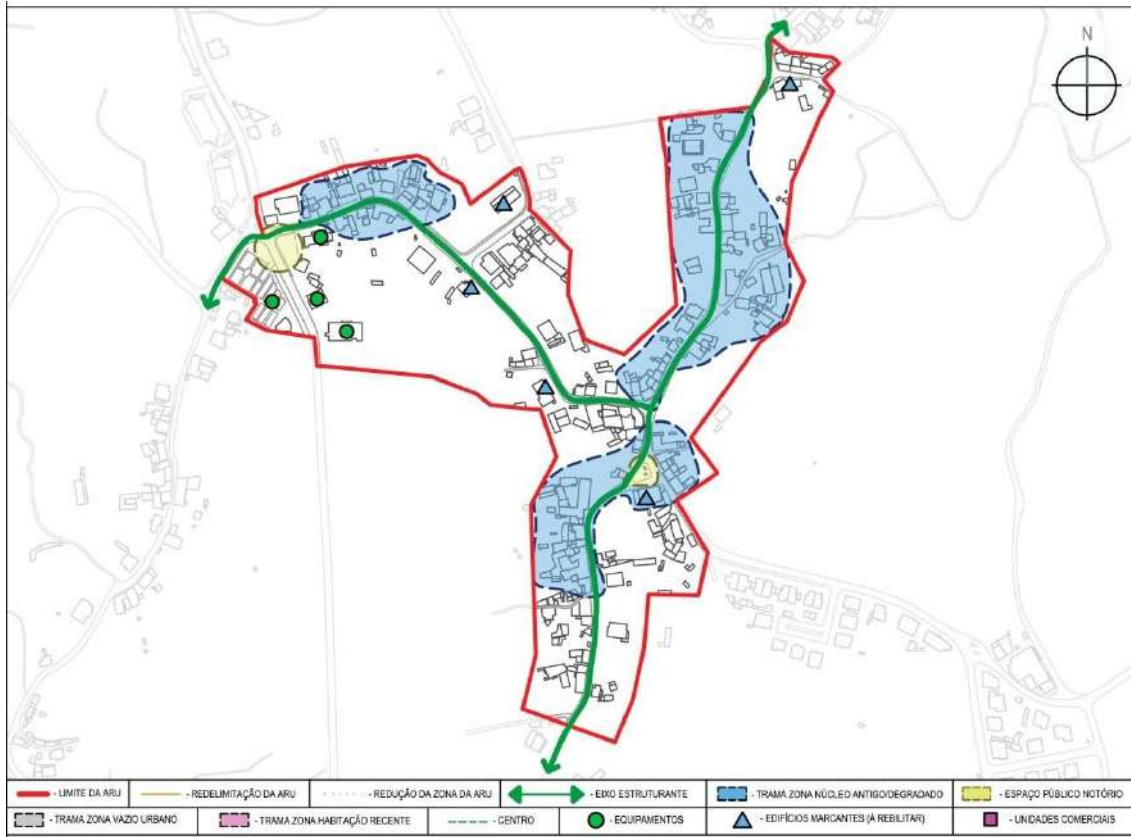 N
- LIMITE DA ARU - REDELIMITAÇÃO DA ARU - REDUÇÃO DA ZONA DA ARU - EIXO ESTRUTURANTE - TRAMA ZONA NÚCLEO ANTIGO/DEGRADADO - ESPAÇO PÚBLICO NOTÓRIO
- TRAMA ZONA VAZIO URBANO - TRAMA ZONA HABITAÇÃO RECENTE - CENTRO - EQUIPAMENTOS - EDIFÍCIOS MARCANTES (À REBILITAR) - UNIDADES COMERCIAIS